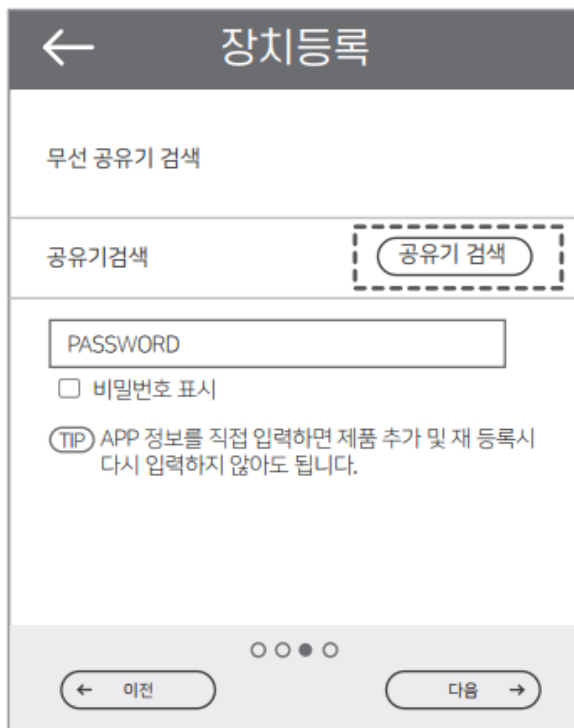 장치등록
무선 공유기 검색
공유기검색
공유기 검색
PASSWORD
비밀번호 표시
TIP APP 정보를 직접 입력하면 제품 추가 및 재 등록시
다시 입력하지 않아도 됩니다.
이전
다음